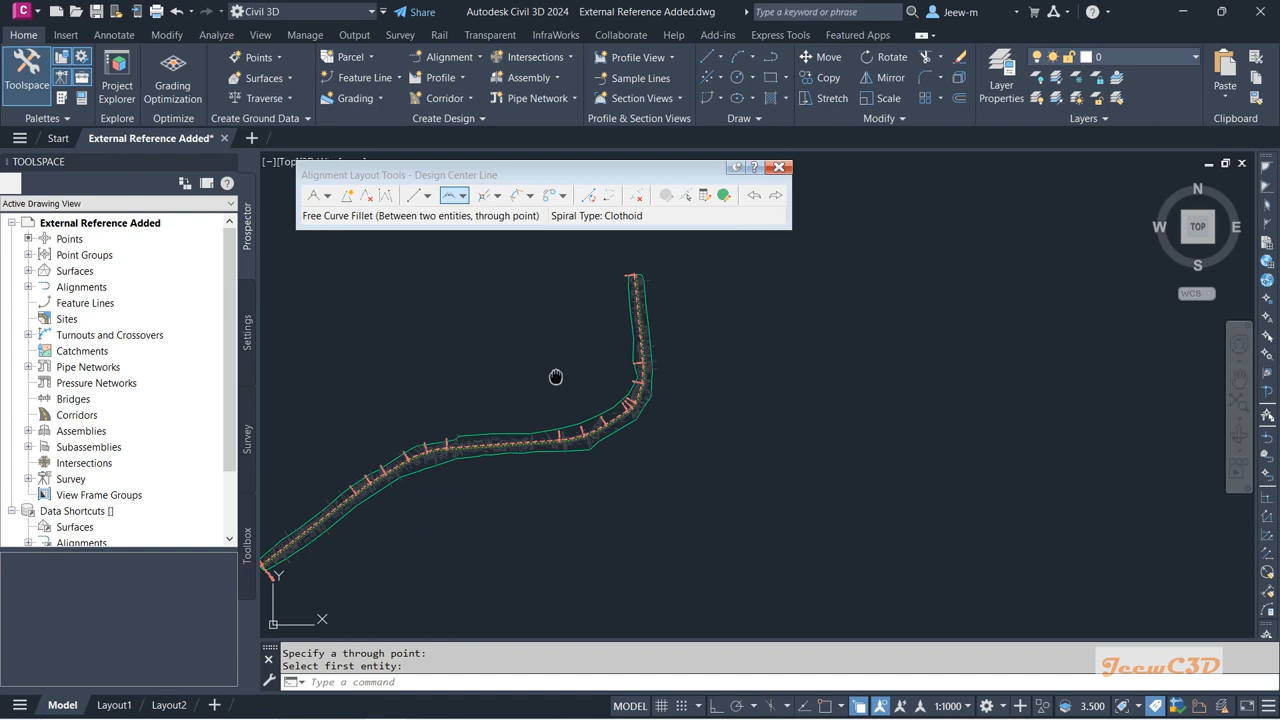 Civil 3D
Share
Autodesk Civil 3D 2024
External Reference Added.dwg
Type a keyword or phrase
Jeew-m
Home
Insert
Annotate
Modify
Analyze
View
Manage
Output
Survey
Rail
Transparent
InfraWorks
Collaborate
Help
Add-ins
Express Tools
Featured Apps
Toolspace
Project
Explorer
Grading
Optimization
Points
Surfaces
Traverse
Parcel
Feature Line
Grading
Alignment
Profile
Corridor
Intersections
Assembly
Pipe Network
Profile View
Sample Lines
Section Views
Move
Copy
Stretch
Rotate
Mirror
Scale
Layer
Properties
0
Paste
Palettes
Explore
Optimize
Create Ground Data
Create Design
Profile & Section Views
Draw
Modify
Layers
Clipboard
Start
External Reference Added*
TOOLSPACE
Active Drawing View
External Reference Added
Points
Point Groups
Surfaces
Alignments
Feature Lines
Sites
Turnouts and Crossovers
Catchments
Pipe Networks
Pressure Networks
Bridges
Corridors
Assemblies
Subassemblies
Intersections
Survey
View Frame Groups
Data Shortcuts []
Surfaces
Alignments
Prospector
Settings
Survey
Toolbox
Alignment Layout Tools - Design Center Line
Free Curve Fillet (Between two entities, through point)
Spiral Type: Clothoid
N
W
TOP
E
S
WCS
Y
X
Specify a through point:
Select first entity:
Type a command
JeewC3D
Model
Layout1
Layout2
MODEL
1:1000
3.500